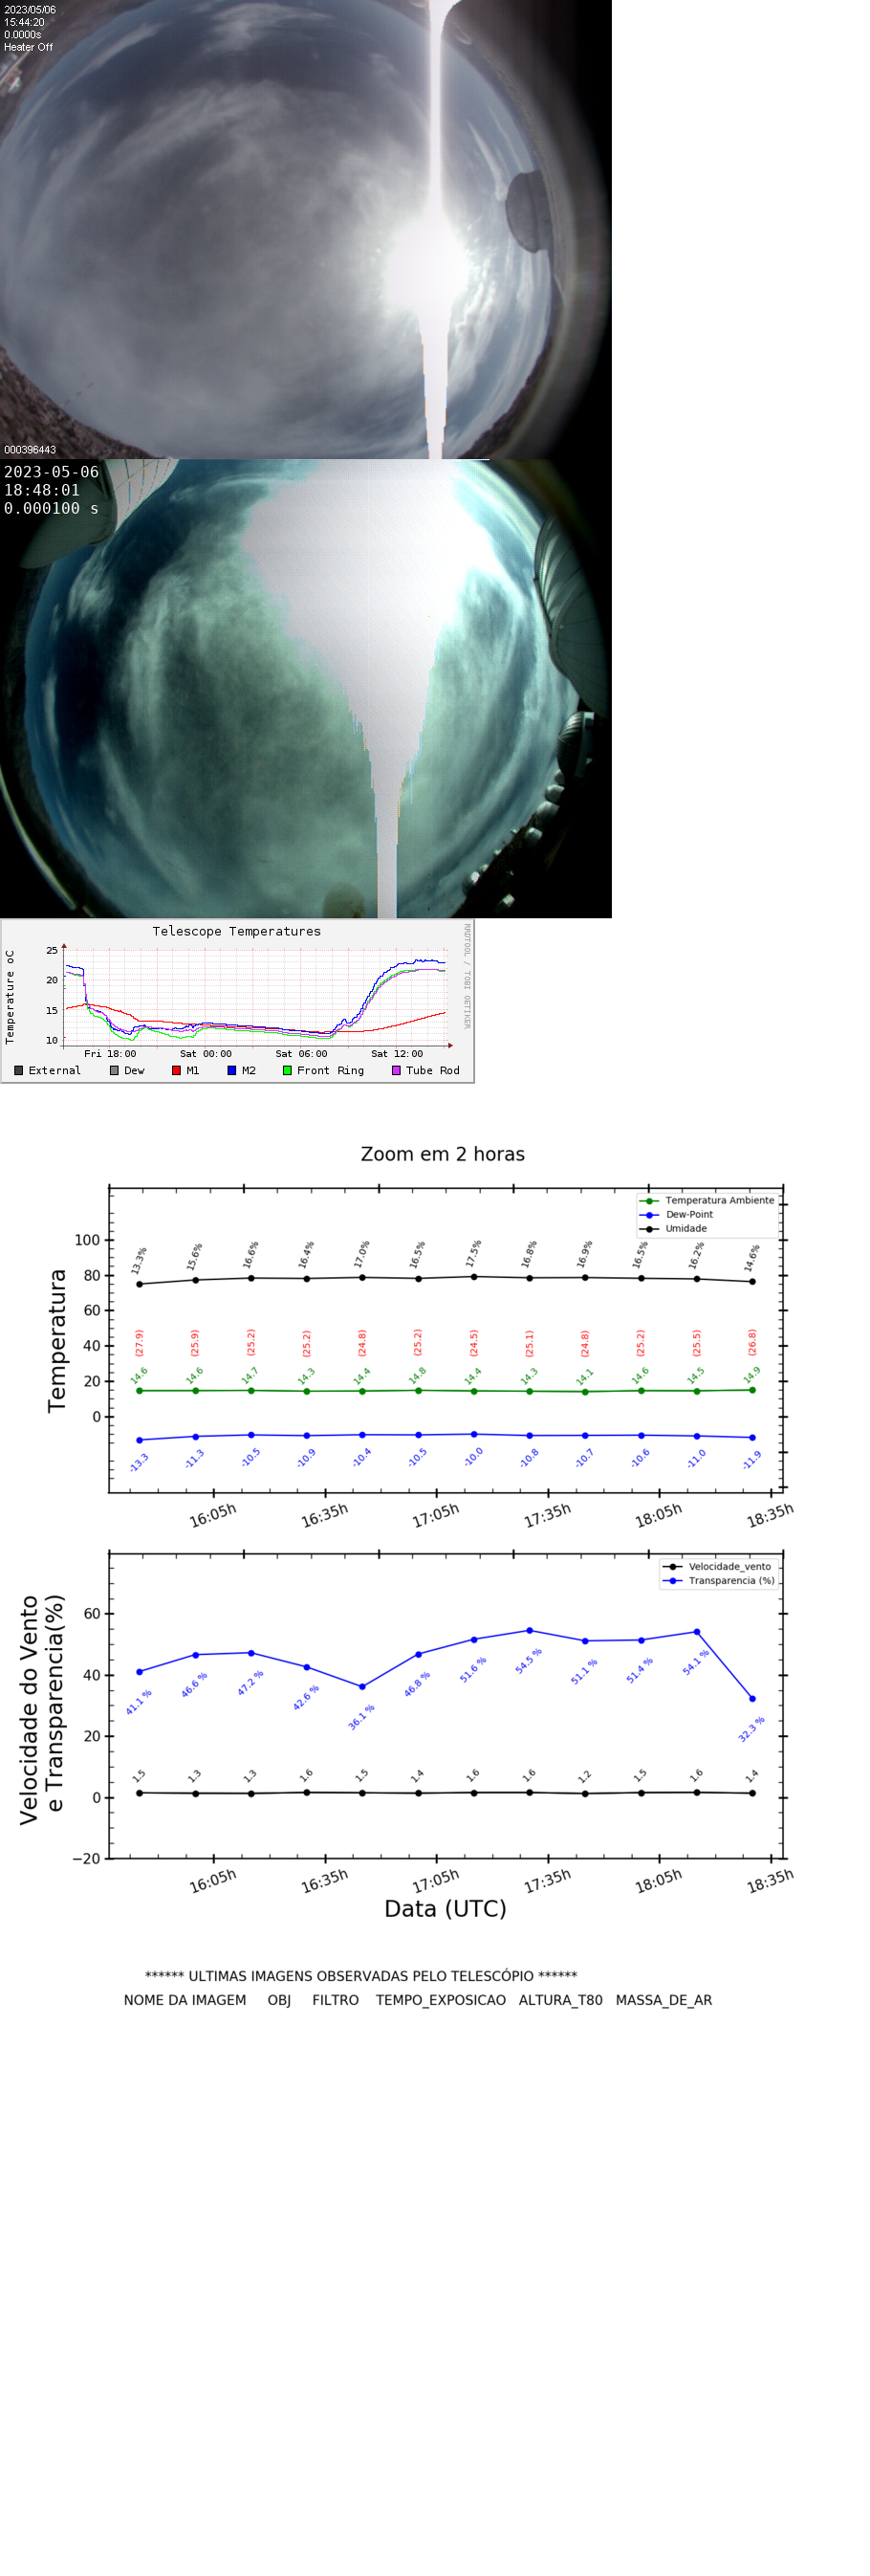 2023/05/06
15:44:20
0.0000s
Heater Off
000396443
2023-05-06
18:48:01
0.000100 s
Telescope Temperatures
RRDTOOL / TOBI OETIKER
Temperature oC
25
20
15
10
Fri 18:00 Sat 00:00 Sat 06:00 Sat 12:00
External Dew M1 M2 Front Ring Tube Rod
Zoom em 2 horas
Temperatura Ambiente
Dew-Point
Umidade
Temperatura
100
80
60
40
20
0
13.3% 15.6% 16.6% 16.4% 17.0% 16.5% 17.5% 16.8% 16.9% 16.5% 16.2% 14.6%
(27.9) (25.9) (25.2) (25.2) (24.8) (25.2) (24.5) (25.1) (24.8) (25.2) (25.5) (26.8)
14.6 14.6 14.7 14.3 14.4 14.8 14.4 14.3 14.1 14.6 14.5 14.9
-13.3 -11.3 -10.5 -10.9 -10.4 -10.5 -10.0 -10.8 -10.7 -10.6 -11.0 -11.9
16:05h 16:35h 17:05h 17:35h 18:05h 18:35h
Velocidade_vento
Transparencia (%)
Velocidade do Vento
e Transparencia(%)
60
40
20
0
−20
41.1 % 46.6 % 47.2 % 42.6 % 36.1 % 46.8 % 51.6 % 54.5 % 51.1 % 51.4 % 54.1 % 32.3 %
1.5 1.3 1.3 1.6 1.5 1.4 1.6 1.6 1.2 1.5 1.6 1.4
16:05h 16:35h 17:05h 17:35h 18:05h 18:35h
Data (UTC)
****** ULTIMAS IMAGENS OBSERVADAS PELO TELESCÓPIO ******
NOME DA IMAGEM OBJ FILTRO TEMPO_EXPOSICAO ALTURA_T80 MASSA_DE_AR